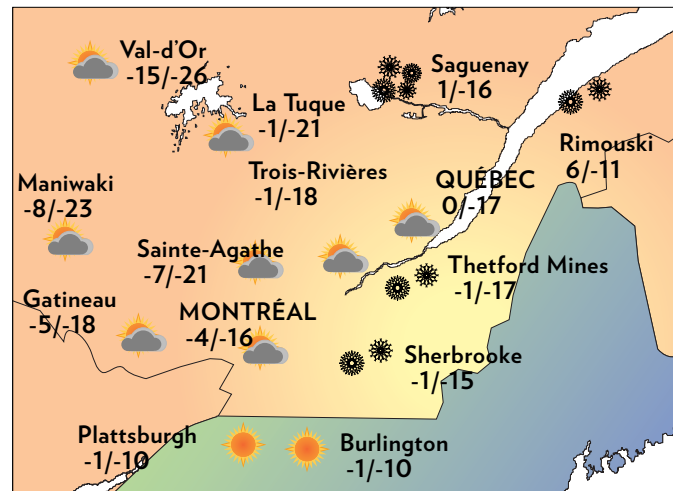 Val-d'Or
-15/-26
Saguenay
1/-16
La Tuque
-1/-21
Rimouski
6/-11
Trois-Rivières
-1/-18
QUÉBEC
0/-17
Maniwaki
-8/-23
Sainte-Agathe
-7/-21
Thetford Mines
-1/-17
Gatineau
-5/-18
MONTRÉAL
-4/-16
Sherbrooke
-1/-15
Plattsburgh
-1/-10
Burlington
-1/-10